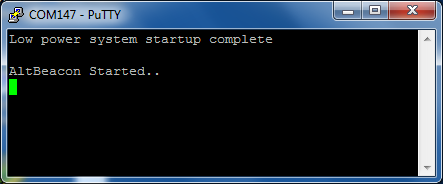 COM147 - PuTTY
Low power system startup complete
AltBeacon Started..